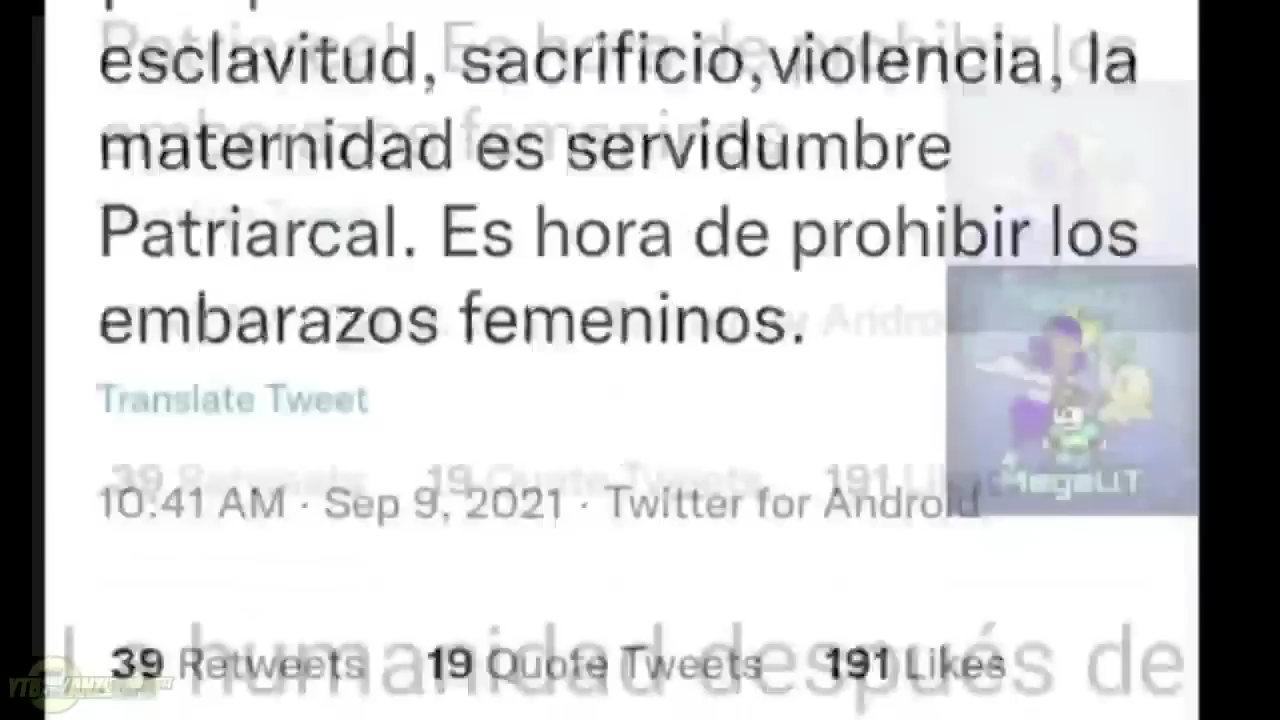 esclavitud, sacrificio,violencia, la
maternidad es servidumbre
Patriarcal. Es hora de prohibir los
embarazos femeninos.
Translate Tweet
10:41 AM · Sep 9, 2021 · Twitter for Android
MegaUT
La humanidad después de
39 Retweets 19 Quote Tweets 191 Likes